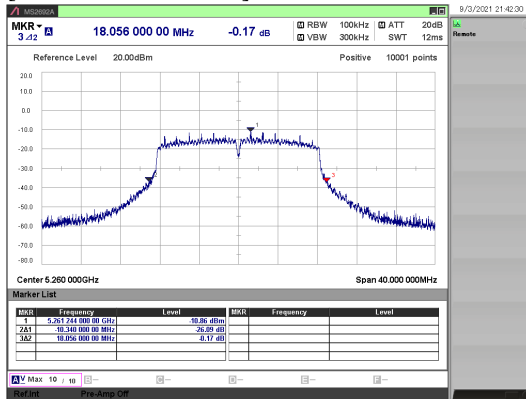 MS2692A
9/3/2021 21:42:30
MKR
3Δ2
18.056 000 00 MHz
-0.17 dB
RBW 100kHz
ATT 20dB
VBW 300kHz
SWT 12ms
Remote
Reference Level 20.00dBm
Positive 10001 points
20.0
10.0
0.0
-10.0
1
-20.0
-30.0
3
-40.0
-50.0
-60.0
-70.0
-80.0
Center 5.260 000GHz
Span 40.000 000MHz
Marker List
MKR Frequency Level MKR Frequency Level
1 5.261 244 000 00 GHz -10.86 dBm
2Δ1 -10.340 000 00 MHz -26.09 dB
3Δ2 18.056 000 00 MHz -0.17 dB
A V Max 10 / 10 B-- C-- D-- E-- F--
Ref.Int Pre-Amp Off